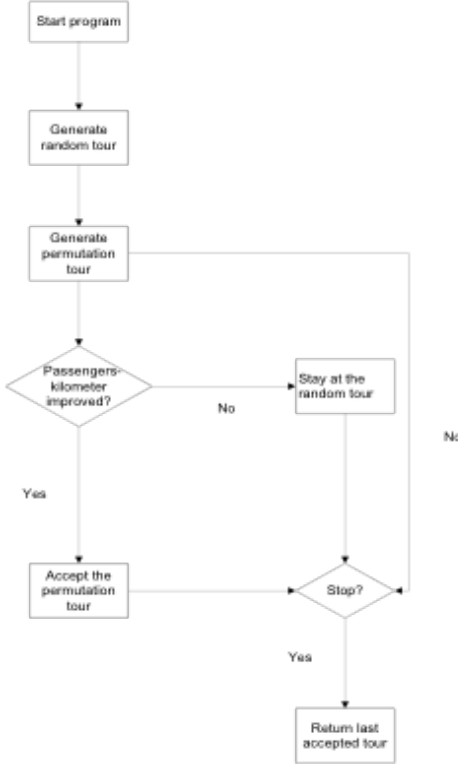 Start program
Generate
random tour
Generate
permutation
tour
Passengers-
kilometer
improved?
Stay at the
random tour
No
No
Yes
Accept the
permutation
tour
Stop?
Yes
Return last
accepted tour